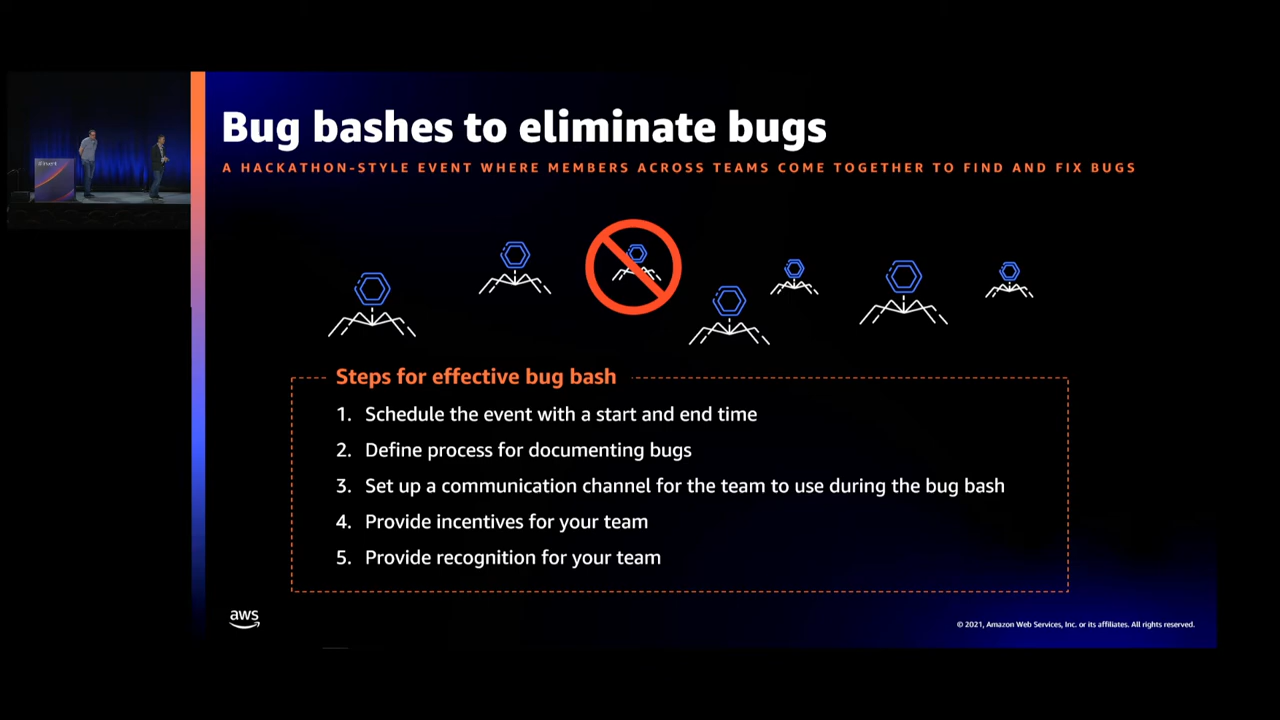 Bug bashes to eliminate bugs
A HACKATHON-STYLE EVENT WHERE MEMBERS ACROSS TEAMS COME TOGETHER TO FIND AND FIX BUGS
Steps for effective bug bash
1. Schedule the event with a start and end time
2. Define process for documenting bugs
3. Set up a communication channel for the team to use during the bug bash
4. Provide incentives for your team
5. Provide recognition for your team
aws
© 2021, Amazon Web Services, Inc. or its affiliates. All rights reserved.